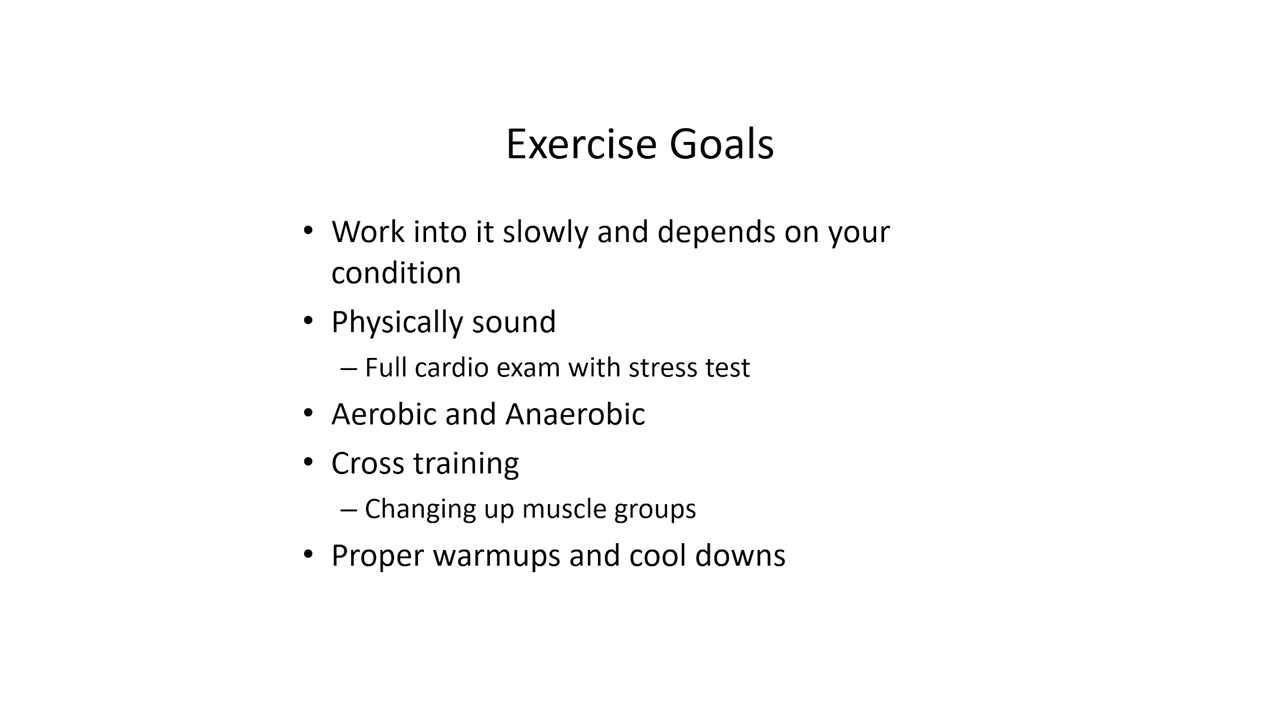 Exercise Goals
• Work into it slowly and depends on your
condition
• Physically sound
– Full cardio exam with stress test
• Aerobic and Anaerobic
• Cross training
– Changing up muscle groups
• Proper warmups and cool downs